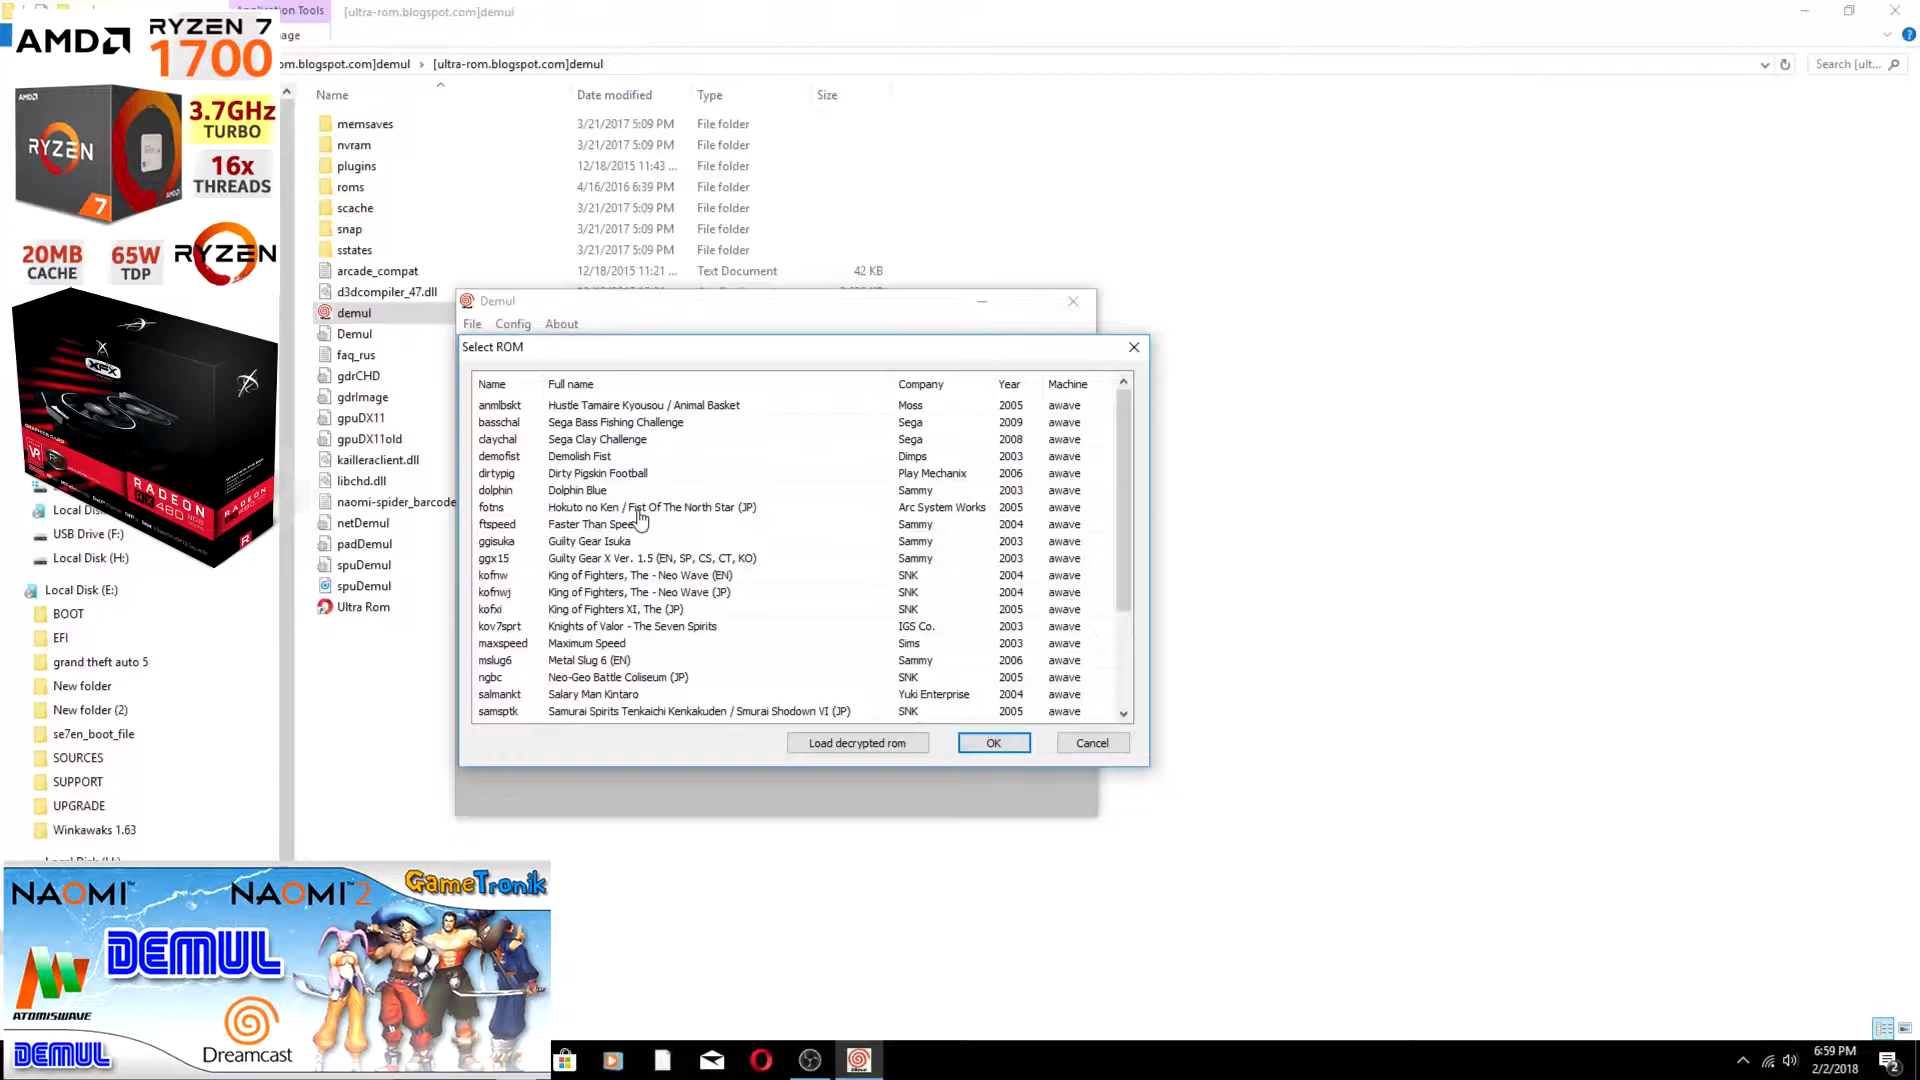 Application Tools
[ultra-rom.blogspot.com]demul
age
om.blogspot.com]demul › [ultra-rom.blogspot.com]demul
Search [ult...
AMD
RYZEN 7
1700
AMD
RYZEN
7
3.7GHz
TURBO
16x
THREADS
20MB
CACHE
65W
TDP
RYZEN
XFX
VR
RADEON
RX 480
Name Date modified Type Size
memsaves 3/21/2017 5:09 PM File folder
nvram 3/21/2017 5:09 PM File folder
plugins 12/18/2015 11:43 ... File folder
roms 4/16/2016 6:39 PM File folder
scache 3/21/2017 5:09 PM File folder
snap 3/21/2017 5:09 PM File folder
sstates 3/21/2017 5:09 PM File folder
arcade_compat 12/18/2015 11:21 ... Text Document 42 KB
d3dcompiler_47.dll
demul
Demul
faq_rus
gdrCHD
gdrImage
gpuDX11
gpuDX11old
kailleraclient.dll
libchd.dll
naomi-spider_barcode
netDemul
padDemul
spuDemul
spuDemul
Ultra Rom
Local Dis
USB Drive (F:)
Local Disk (H:)
Local Disk (E:)
BOOT
EFI
grand theft auto 5
New folder
New folder (2)
se7en_boot_file
SOURCES
SUPPORT
UPGRADE
Winkawaks 1.63
Demul
File Config About
Select ROM
Name Full name Company Year Machine
anmlbskt Hustle Tamaire Kyousou / Animal Basket Moss 2005 awave
basschal Sega Bass Fishing Challenge Sega 2009 awave
claychal Sega Clay Challenge Sega 2008 awave
demofist Demolish Fist Dimps 2003 awave
dirtypig Dirty Pigskin Football Play Mechanix 2006 awave
dolphin Dolphin Blue Sammy 2003 awave
fotns Hokuto no Ken / Fist Of The North Star (JP) Arc System Works 2005 awave
ftspeed Faster Than Spee Sammy 2004 awave
ggisuka Guilty Gear Isuka Sammy 2003 awave
ggx15 Guilty Gear X Ver. 1.5 (EN, SP, CS, CT, KO) Sammy 2003 awave
kofnw King of Fighters, The - Neo Wave (EN) SNK 2004 awave
kofnwj King of Fighters, The - Neo Wave (JP) SNK 2004 awave
kofxi King of Fighters XI, The (JP) SNK 2005 awave
kov7sprt Knights of Valor - The Seven Spirits IGS Co. 2003 awave
maxspeed Maximum Speed Sims 2003 awave
mslug6 Metal Slug 6 (EN) Sammy 2006 awave
ngbc Neo-Geo Battle Coliseum (JP) SNK 2005 awave
salmankt Salary Man Kintaro Yuki Enterprise 2004 awave
samsptk Samurai Spirits Tenkaichi Kenkakuden / Smurai Shodown VI (JP) SNK 2005 awave
Load decrypted rom OK Cancel
NAOMI™ NAOMI™2 GameTronik
DEMUL
ATOMISWAVE
DEMUL
Dreamcast
6:59 PM
2/2/2018
2